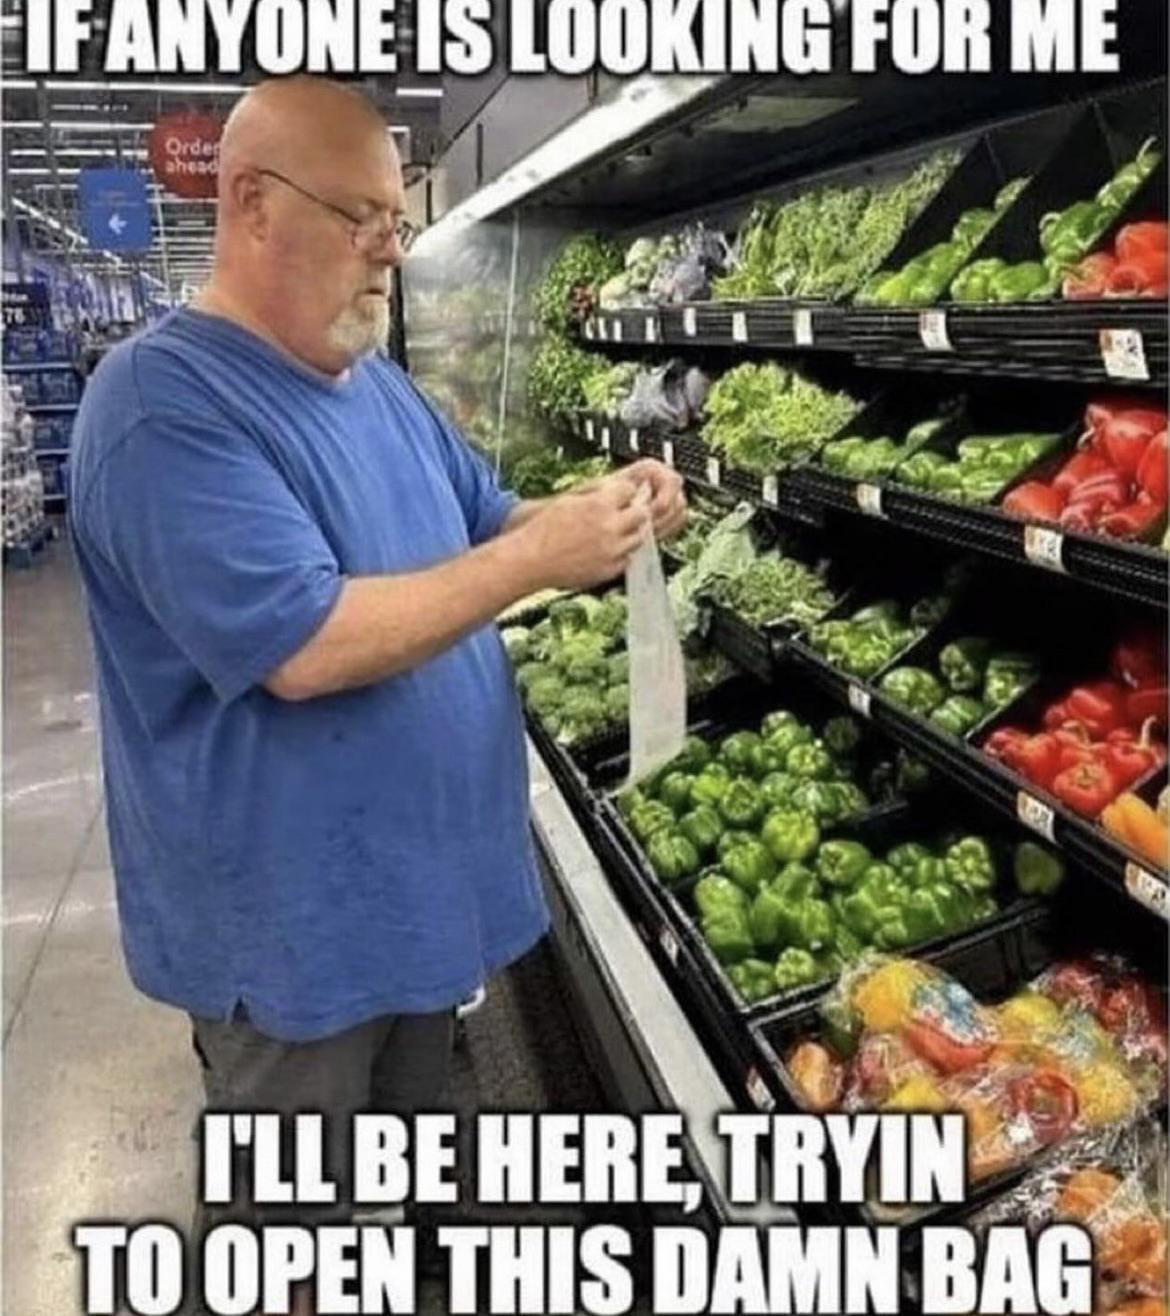 IF ANYONE IS LOOKING FOR ME
Order
ahead
I'LL BE HERE, TRYIN
TO OPEN THIS DAMN BAG